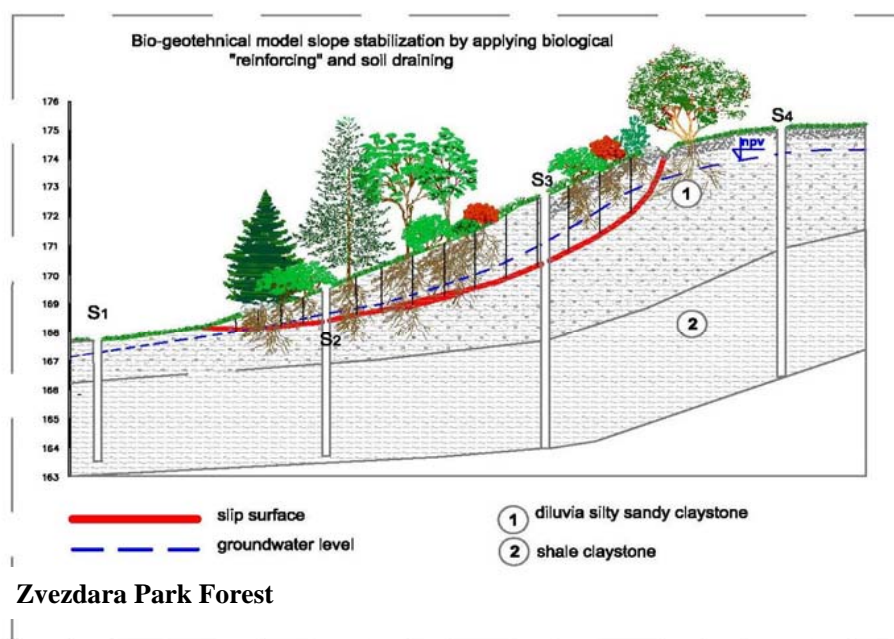 Bio-geotehnical model slope stabilization by applying biological
"reinforcing" and soil draining
176
175
174
173
172
171
170
169
168
167
166
165
164
163
S1
S2
S3
S4
npv
1
2
slip surface
groundwater level
1 diluvia silty sandy claystone
2 shale claystone
Zvezdara Park Forest